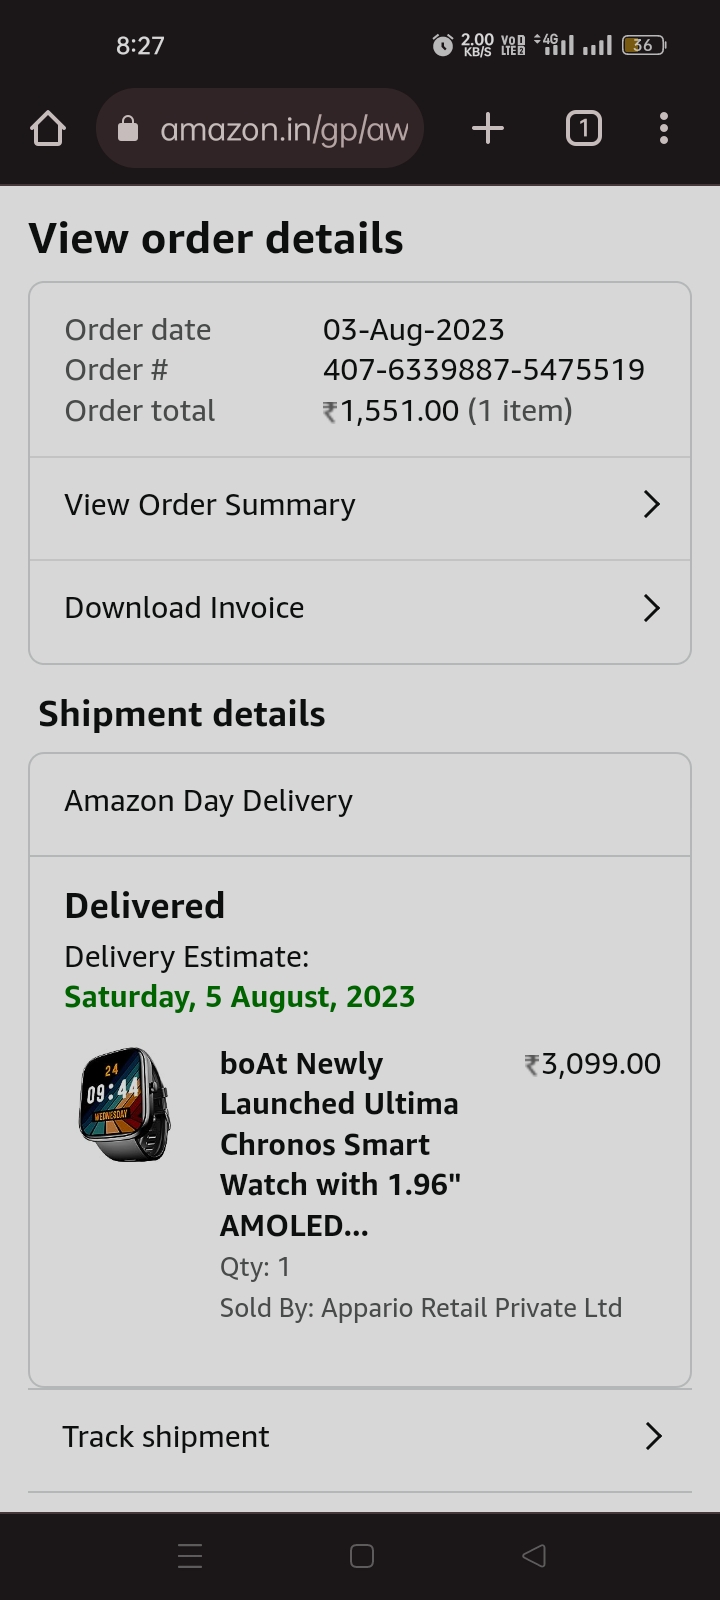 8:27
2.00 KB/S VoD LTE2 4G 36
amazon.in/gp/aw
1
View order details
Order date 03-Aug-2023
Order # 407-6339887-5475519
Order total ₹1,551.00 (1 item)
View Order Summary
Download Invoice
Shipment details
Amazon Day Delivery
Delivered
Delivery Estimate:
Saturday, 5 August, 2023
24
09:44
WEDNESDAY
boAt Newly ₹3,099.00
Launched Ultima
Chronos Smart
Watch with 1.96"
AMOLED...
Qty: 1
Sold By: Appario Retail Private Ltd
Track shipment